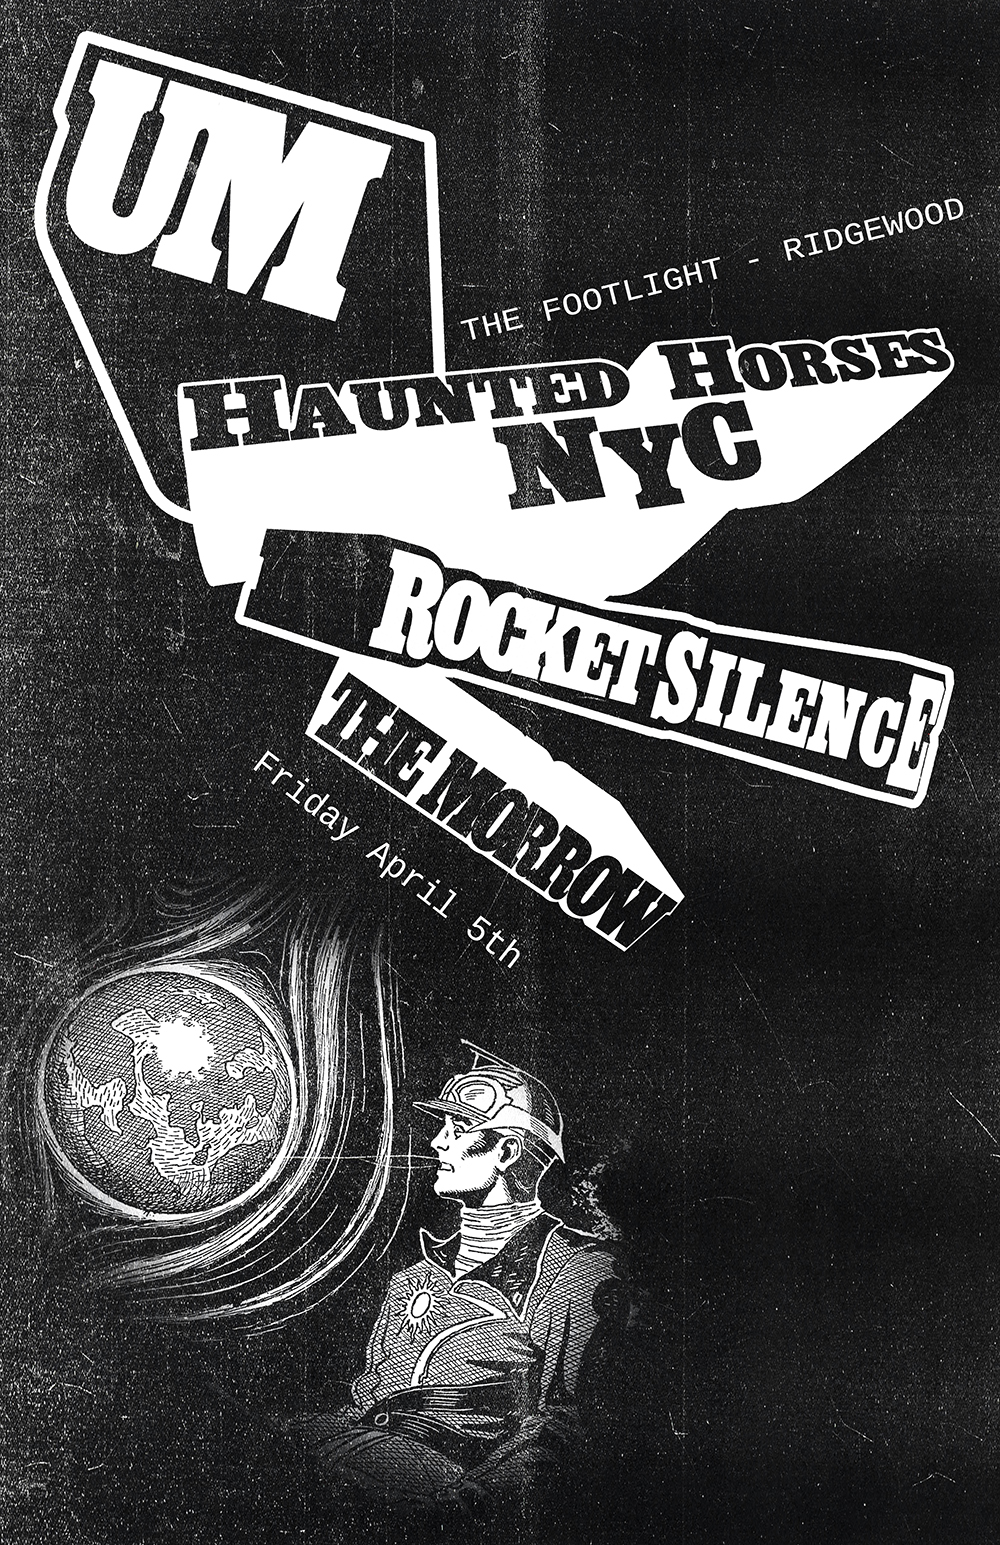 UM
THE FOOTLIGHT - RIDGEWOOD
HAUNTED HORSES
NYC
ROCKET SILENCE
THE MORROW
Friday April 5th